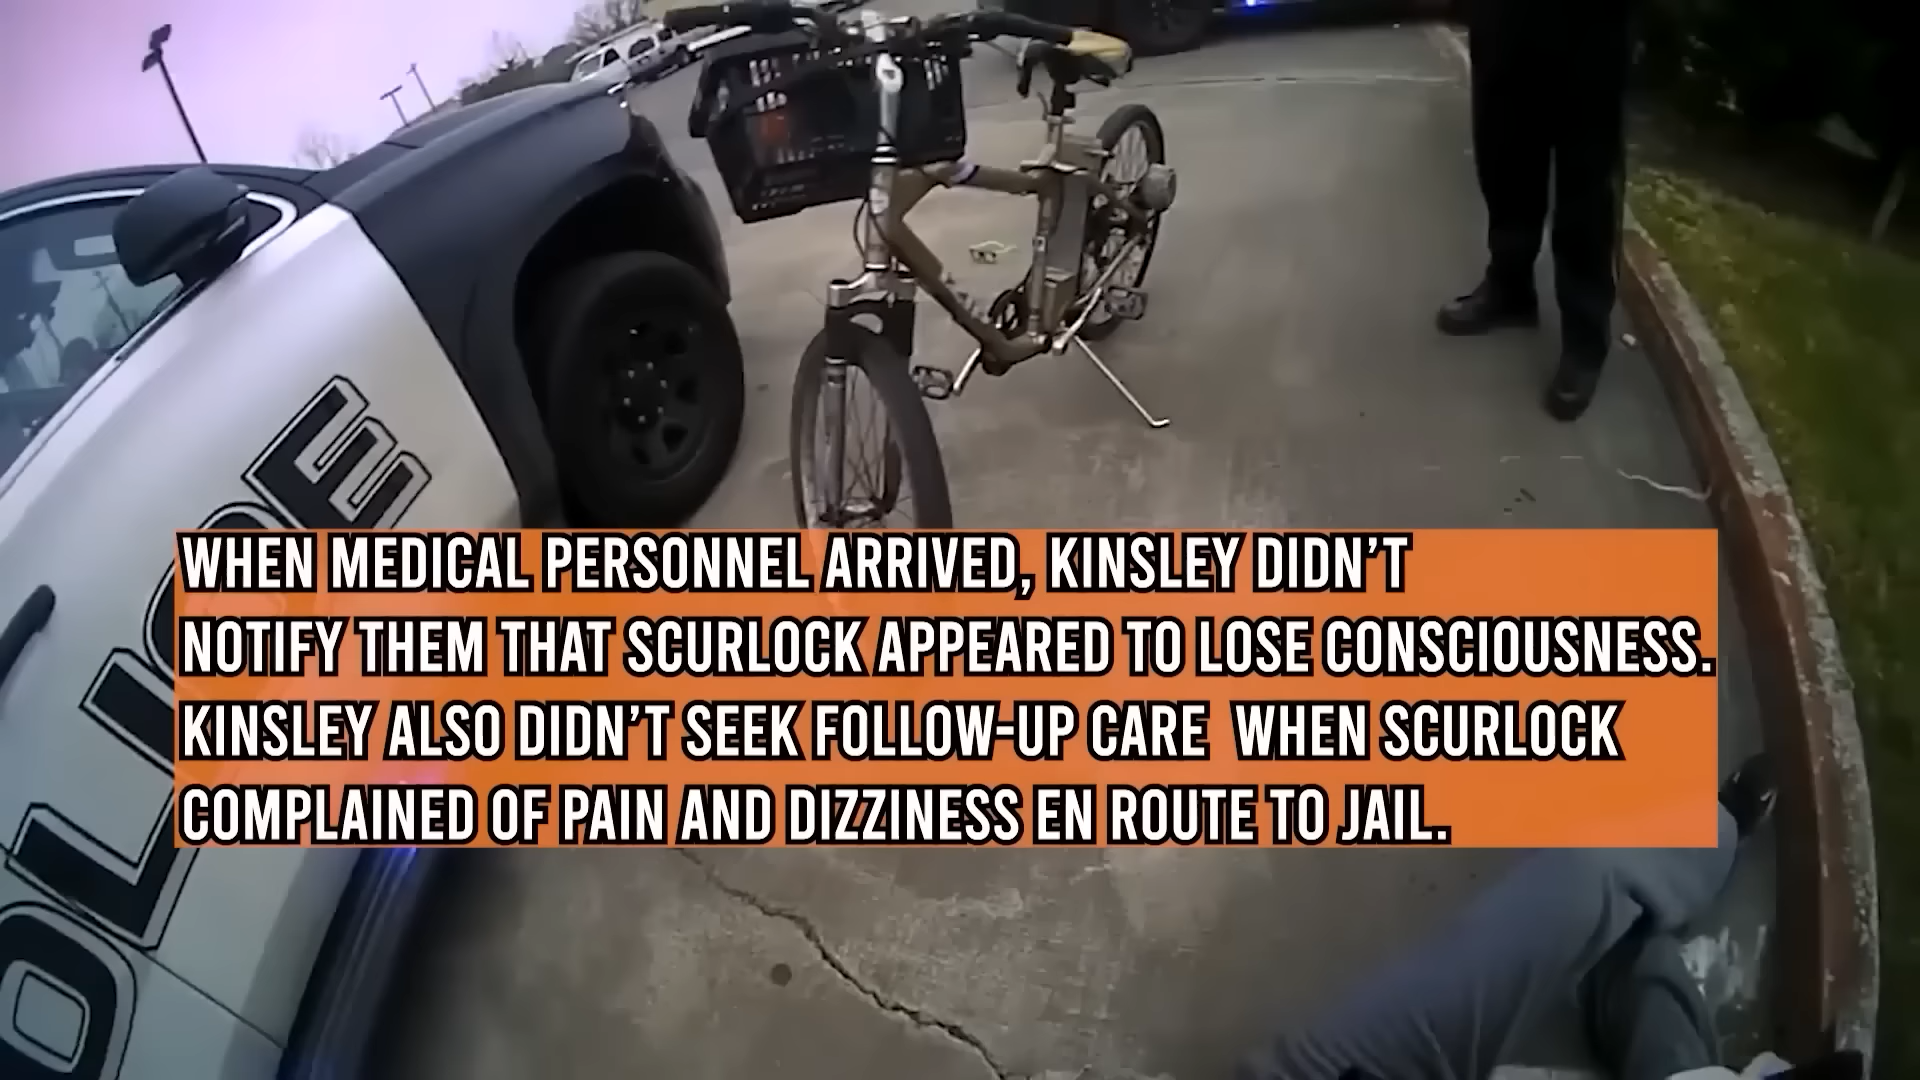 POLICE
WHEN MEDICAL PERSONNEL ARRIVED, KINSLEY DIDN'T
NOTIFY THEM THAT SCURLOCK APPEARED TO LOSE CONSCIOUSNESS.
KINSLEY ALSO DIDN'T SEEK FOLLOW-UP CARE WHEN SCURLOCK
COMPLAINED OF PAIN AND DIZZINESS EN ROUTE TO JAIL.